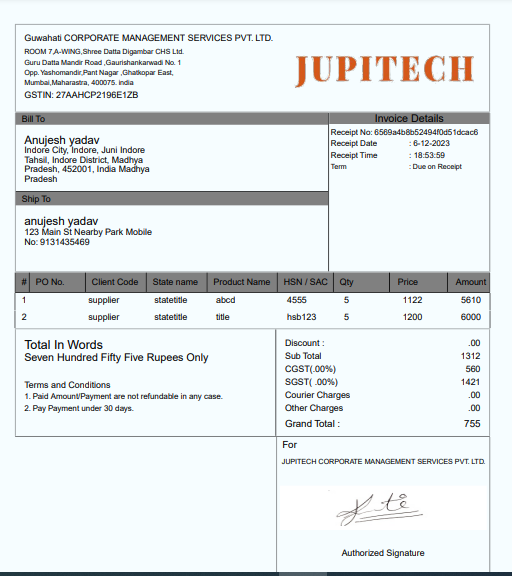 Guwahati CORPORATE MANAGEMENT SERVICES PVT. LTD.
ROOM 7,A-WING,Shree Datta Digambar CHS Ltd.
Guru Datta Mandir Road ,Gaurishankarwadi No. 1
Opp.Yashomandir,Pant Nagar ,Ghatkopar East,
Mumbai,Maharastra, 400075, india
GSTIN: 27AAHCP2196E1ZB
JUPITECH
Bill To
Anujesh yadav
Indore City, Indore, Juni Indore
Tahsil, Indore District, Madhya
Pradesh, 452001, India Madhya
Pradesh
Invoice Details
Receipt No: 6569a4b8b52494f0d51dcac6
Receipt Date : 6-12-2023
Receipt Time : 18:53:59
Term : Due on Receipt
Ship To
anujesh yadav
123 Main St Nearby Park Mobile
No: 9131435469
# PO No. Client Code State name Product Name HSN / SAC Qty Price Amount
1 supplier statetitle abcd 4555 5 1122 5610
2 supplier statetitle title hsb123 5 1200 6000
Total In Words
Seven Hundred Fifty Five Rupees Only
Terms and Conditions
1. Paid Amount/Payment are not refundable in any case.
2. Pay Payment under 30 days.
Discount : .00
Sub Total 1312
CGST(.00%) 560
SGST( .00%) 1421
Courier Charges .00
Other Charges .00
Grand Total : 755
For
JUPITECH CORPORATE MANAGEMENT SERVICES PVT. LTD.
Authorized Signature